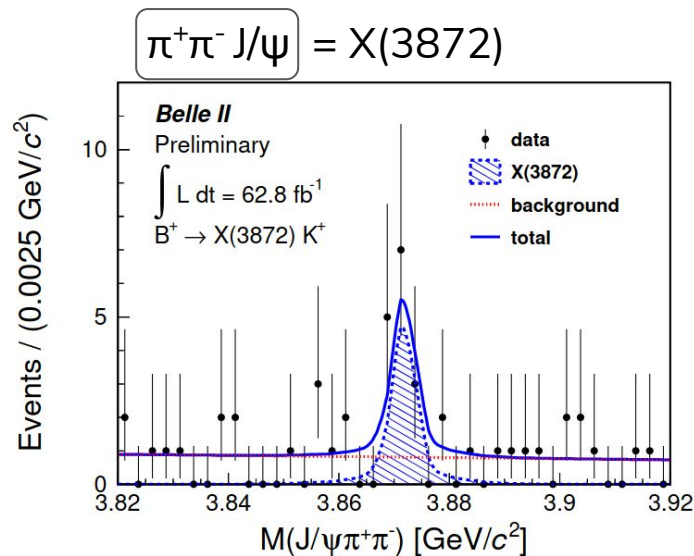 π⁺π⁻ J/ψ = X(3872)
Belle II
Preliminary
∫ L dt = 62.8 fb⁻¹
B⁺ → X(3872) K⁺
data
X(3872)
background
total
Events / (0.0025 GeV/c²)
10
5
0
3.82 3.84 3.86 3.88 3.9 3.92
M(J/ψπ⁺π⁻) [GeV/c²]